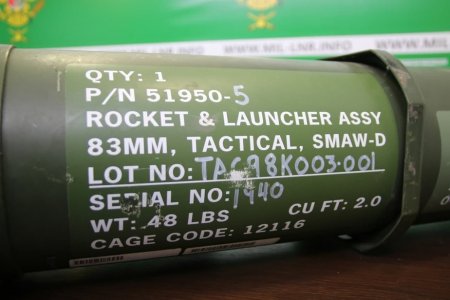 WWW.MIL-LNR.INFO
WWW.MIL-
QTY: 1
P/N 51950-5
ROCKET & LAUNCHER ASSY
83MM, TACTICAL, SMAW-D
LOT NO: TAC98K003-001
SERIAL NO: 1940
WT: 48 LBS CU FT: 2.0
CAGE CODE: 12116